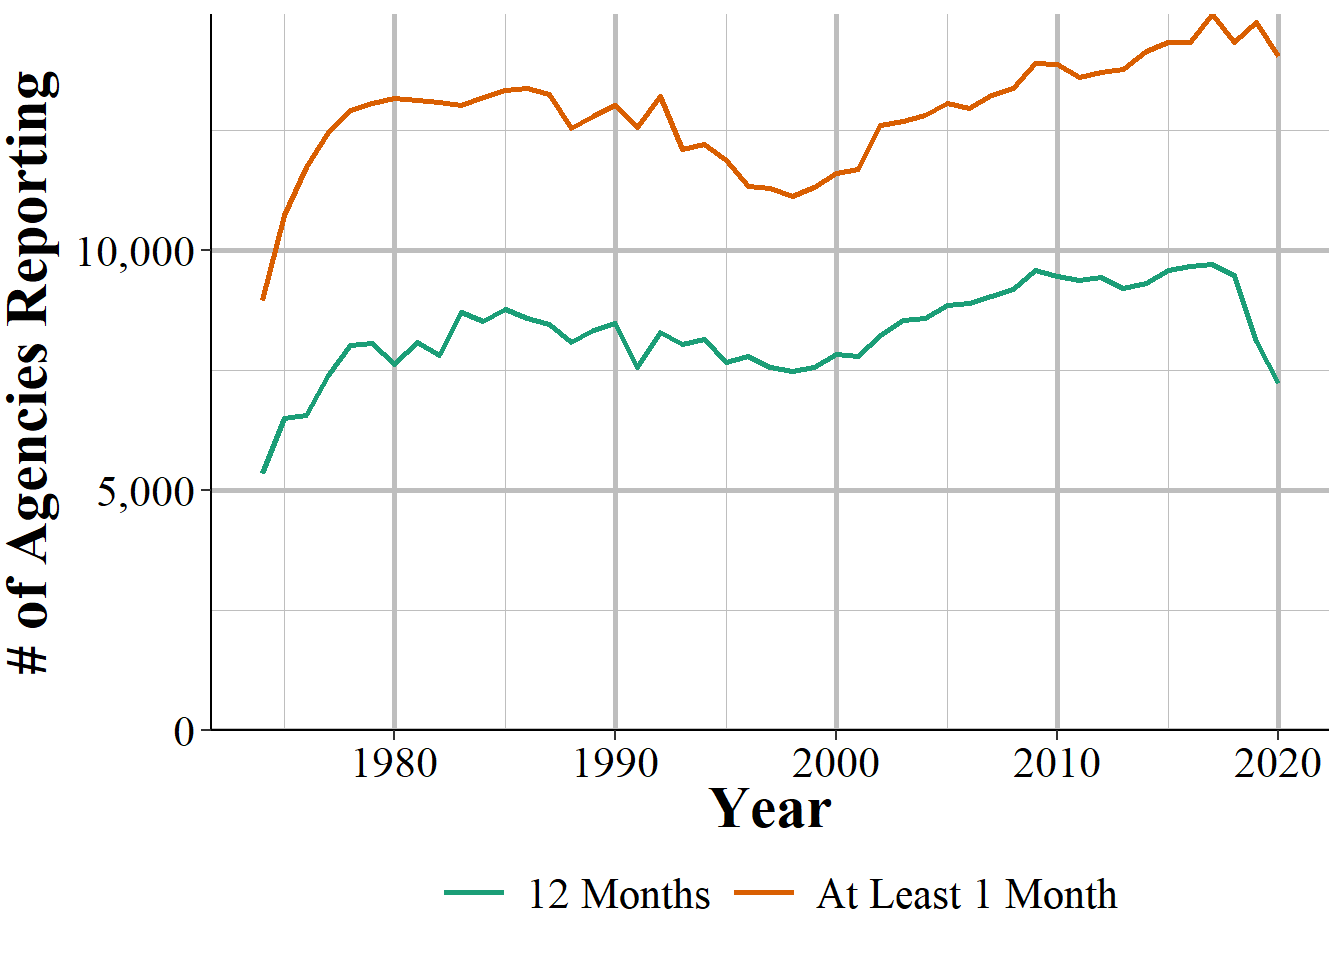 # of Agencies Reporting
10,000
5,000
0
1980 1990 2000 2010 2020
Year
12 Months At Least 1 Month